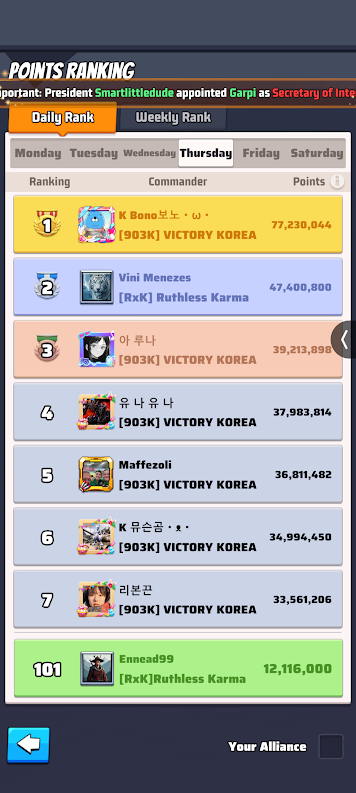 POINTS RANKING
portant: President Smartlittledude appointed Garpi as Secretary of Inte
Daily Rank Weekly Rank
Monday Tuesday Wednesday Thursday Friday Saturday
Ranking Commander Points
1 K Bono보노・ω・ 77,230,044
[903K] VICTORY KOREA
2 Vini Menezes 47,400,800
[RxK] Ruthless Karma
3 아 루나 39,213,898
[903K] VICTORY KOREA
4 유 나 유 나 37,983,814
[903K] VICTORY KOREA
5 Maffezoli 36,811,482
[903K] VICTORY KOREA
6 K 뮤슨곰・ᴥ・ 34,994,450
[903K] VICTORY KOREA
7 리본끈 33,561,206
[903K] VICTORY KOREA
101 Ennead99 12,116,000
[RxK]Ruthless Karma
Your Alliance